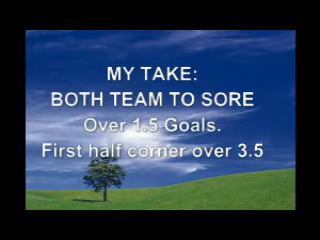 MY TAKE:
BOTH TEAM TO SORE
Over 1.5 Goals.
First half corner over 3.5